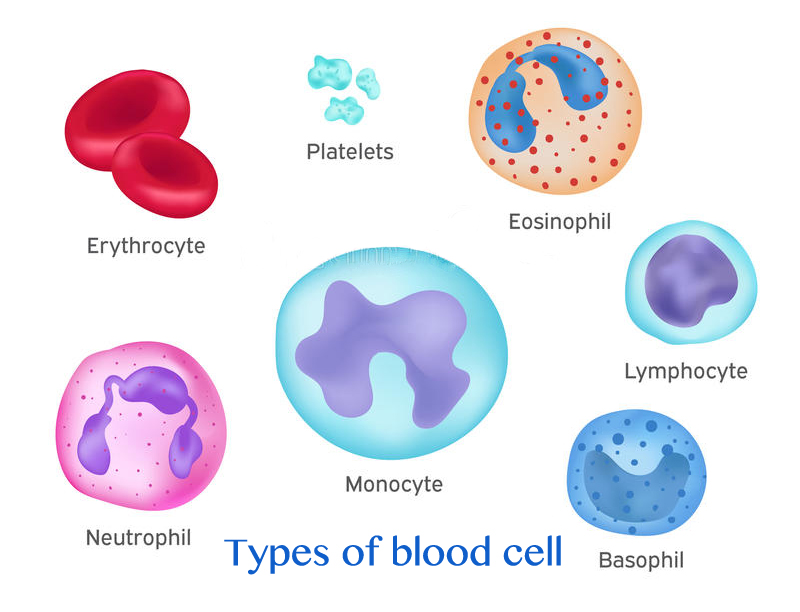 Platelets
Eosinophil
Erythrocyte
Lymphocyte
Monocyte
Neutrophil
Types of blood cell
Basophil